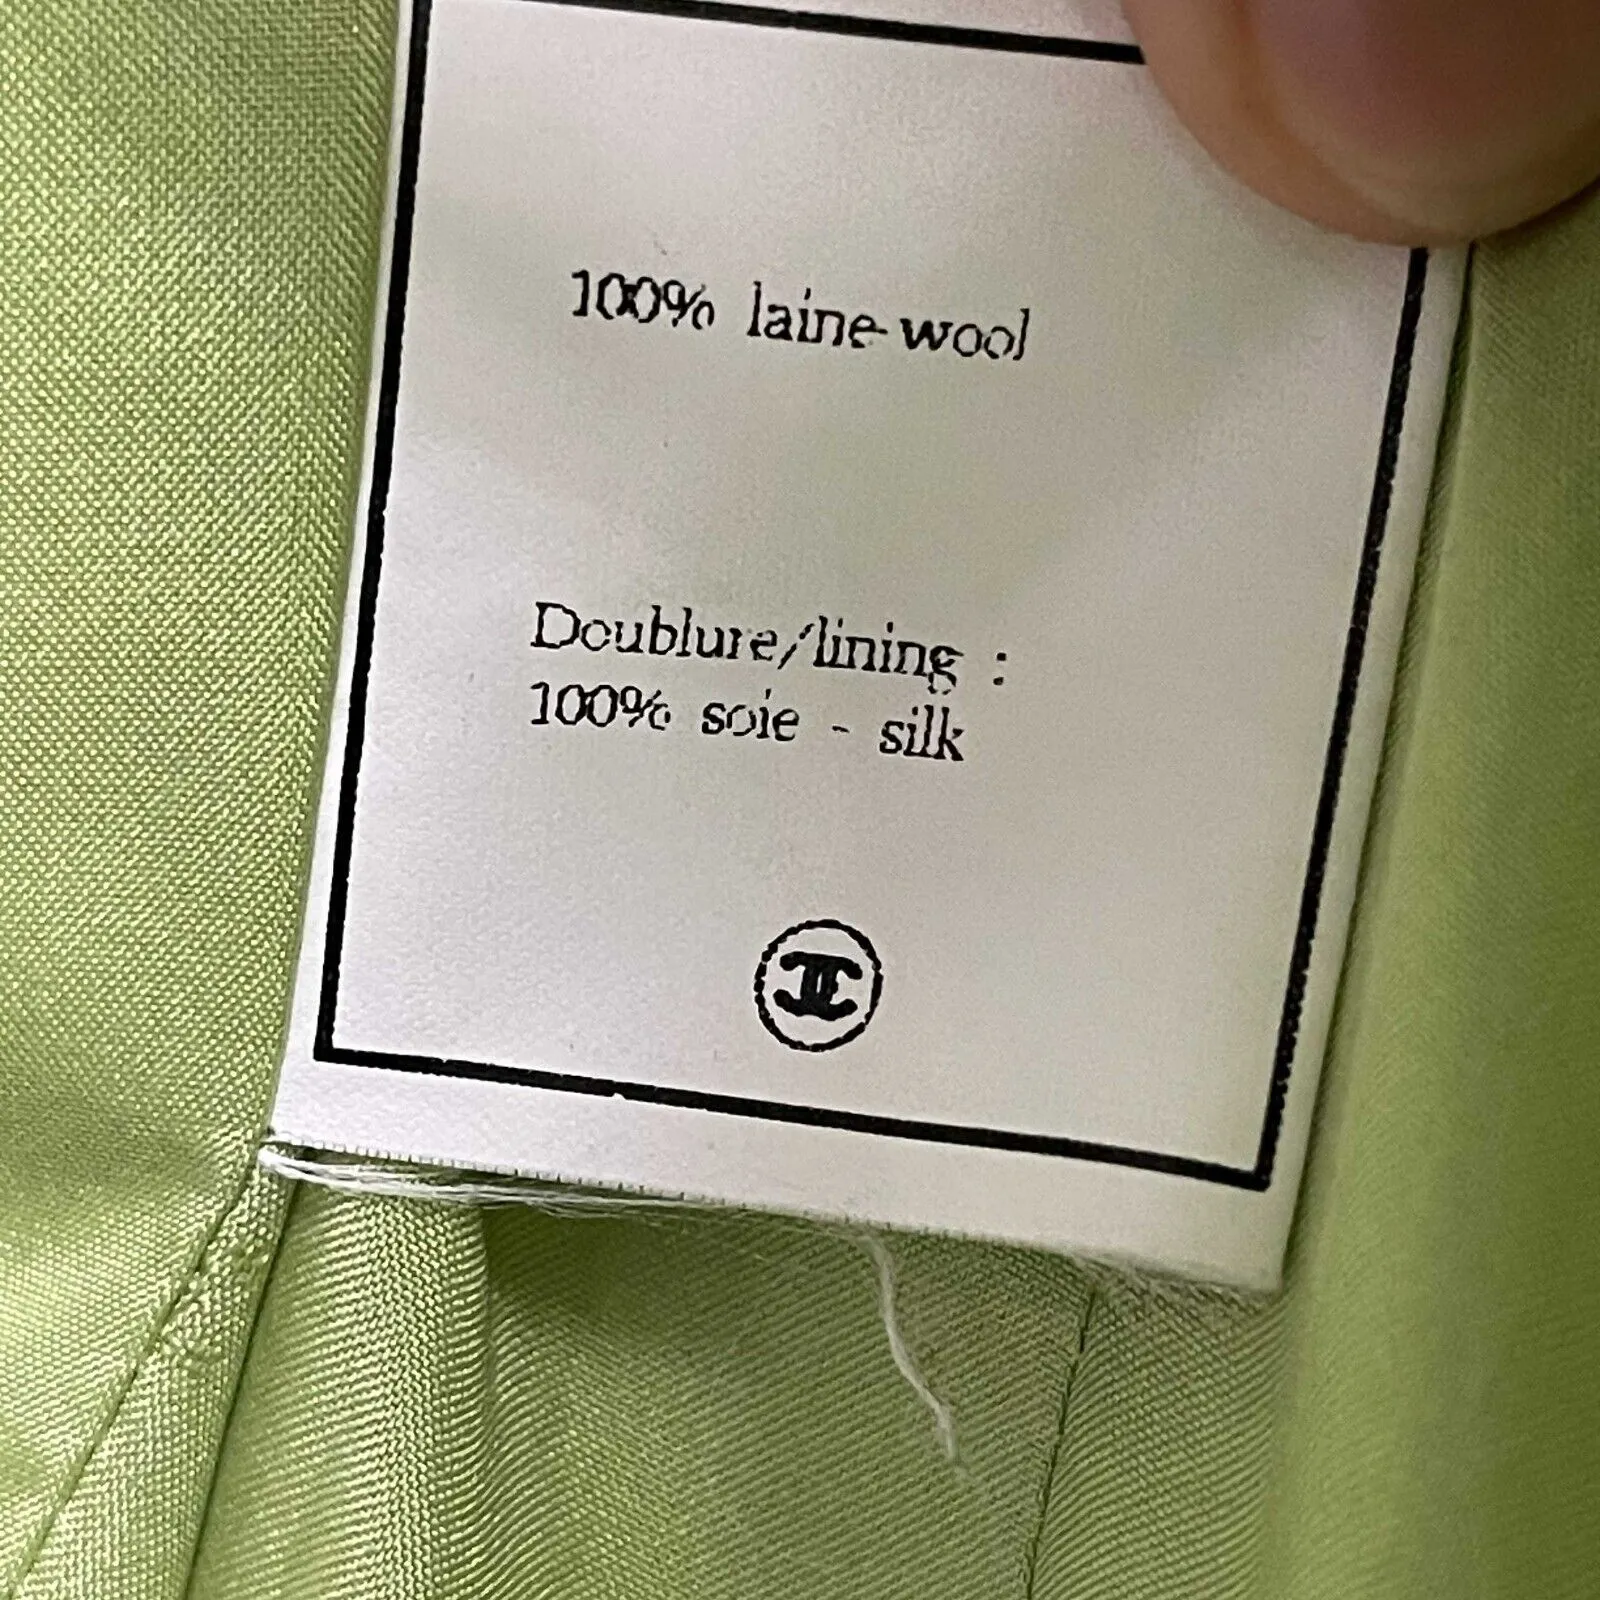 100% laine-wool
Doublure/lining :
100% soie - silk